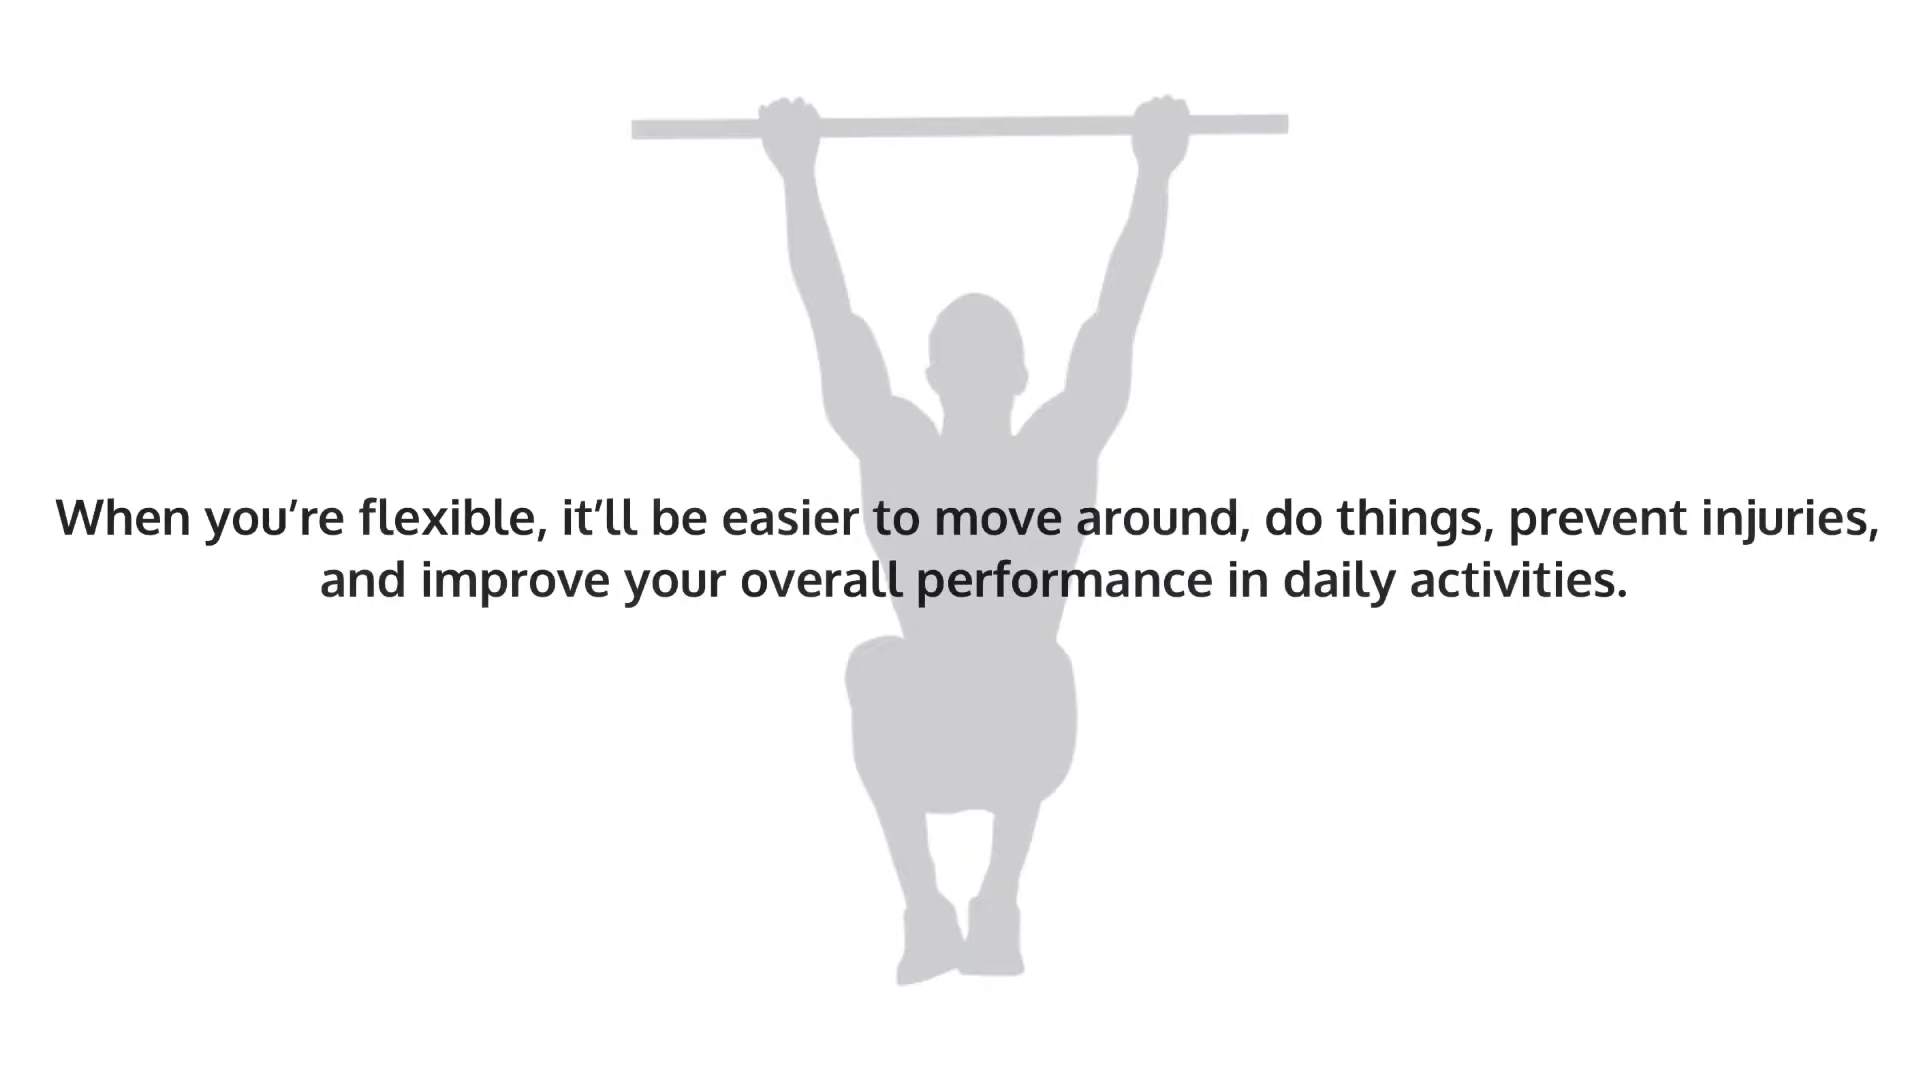 When you’re flexible, it’ll be easier to move around, do things, prevent injuries,
and improve your overall performance in daily activities.